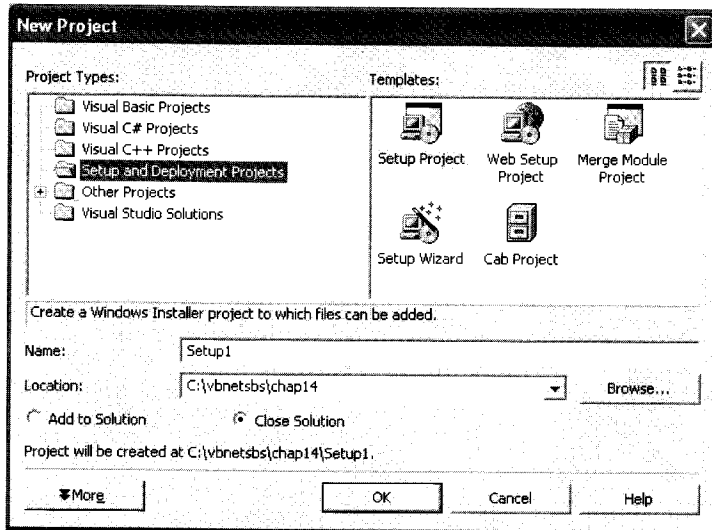 New Project
Project Types:
Templates:
Visual Basic Projects
Visual C# Projects
Visual C++ Projects
Setup and Deployment Projects
Other Projects
Visual Studio Solutions
Setup Project
Web Setup
Project
Merge Module
Project
Setup Wizard
Cab Project
Create a Windows Installer project to which files can be added.
Name:
Setup1
Location:
C:\vbnetsbs\chap14
Browse...
Add to Solution
Close Solution
Project will be created at C:\vbnetsbs\chap14\Setup1.
More
OK
Cancel
Help